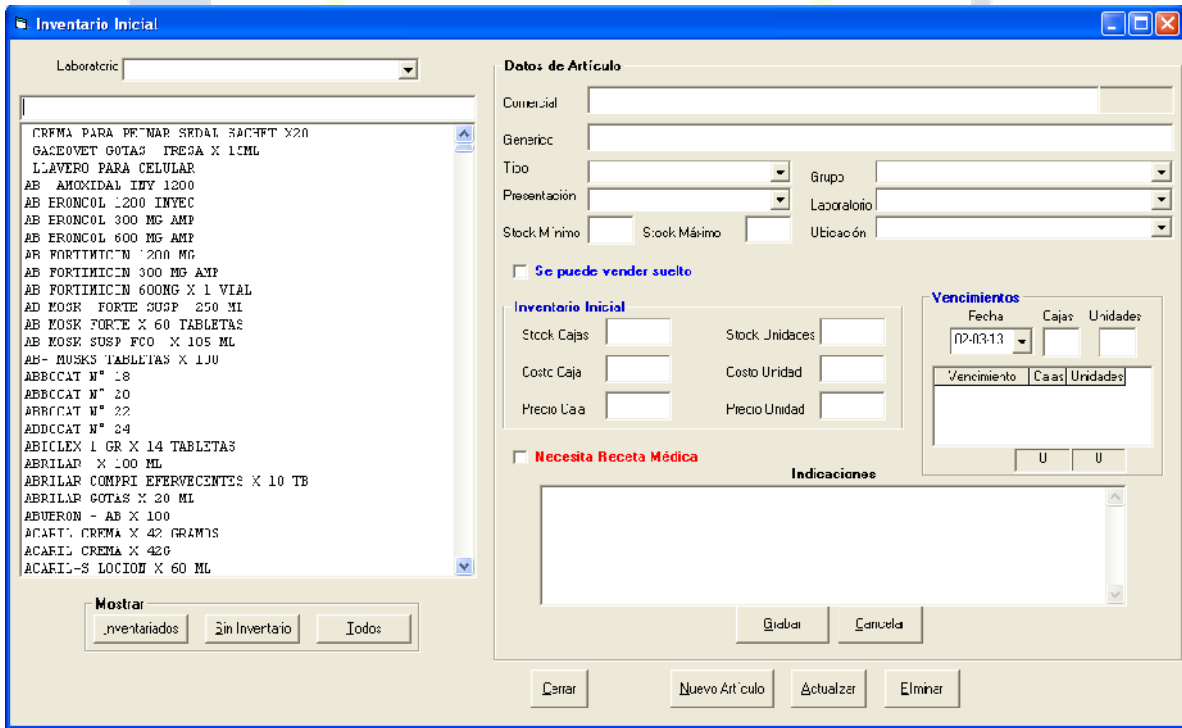 Inventario Inicial
Laboratorio
CREMA PARA PEINAR SEDAL SACHET X20
GASEOVET GOTAS IRESA X 15ML
LLAVERO PARA CELULAR
AB AMOXIDAL INY 1200
AB BRONCOL 1200 INYEC
AB BRONCOL 300 MG AMP
AB BRONCOL 600 MG AMP
AB FORTIMICIN 1200 MG
AB FORTIMICIN 300 MG AMP
AB FORTIMICIN 600MG X 1 VIAL
AB MOSK FORTE SUSP 250 ML
AB MOSK FORTE X 60 TABLETAS
AB MOSK SUSP FCO X 105 ML
AB- MOSKS TABLETAS X 100
ABBOCAT N° 18
ABBOCAT N° 20
ABBOCAT N° 22
ABBOCAT N° 24
ABICLEX 1 GR X 14 TABLETAS
ABRILAR X 100 ML
ABRILAR COMPRI EFERVECENTES X 10 TB
ABRILAR GOTAS X 20 ML
ABUERON - AB X 100
ACARIL CREMA X 42 GRAMOS
ACARIL CREMA X 42G
ACARIL-S LOCION X 60 ML
Mostrar
Inventariados Sin Inventario Todos
Datos de Artículo
Comercial
Generico
Tipo Grupo
Presentación Laboratorio
Stock Mínimo Stock Máximo Ubicación
Se puede vender suelto
Inventario Inicial
Stock Cajas Stock Unidades
Costo Caja Costo Unidad
Precio Caja Precio Unidad
Vencimientos
Fecha Cajas Unidades
02-03-13
Vencimiento Cajas Unidades
0 0
Necesita Receta Médica
Indicaciones
Grabar Cancelar
Cerrar Nuevo Artículo Actualizar Eliminar